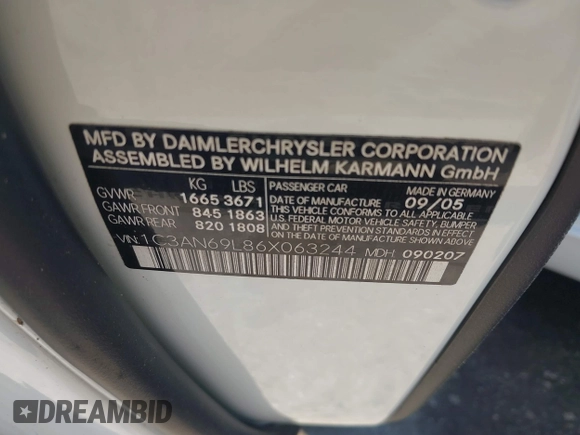 MFD BY DAIMLERCHRYSLER CORPORATION
ASSEMBLED BY WILHELM KARMANN GmbH
KG LBS
GVWR 1665 3671
GAWR FRONT 845 1863
GAWR REAR 820 1808
PASSENGER CAR MADE IN GERMANY
DATE OF MANUFACTURE 09/05
THIS VEHICLE CONFORMS TO ALL APPLICABLE
U.S. FEDERAL MOTOR VEHICLE SAFETY, BUMPER
AND THEFT PREVENTION STANDARDS IN EFFECT
ON THE DATE OF MANUFACTURE SHOWN ABOVE.
VIN: 1C3AN69L86X063244 MDH: 090207
DREAMBID